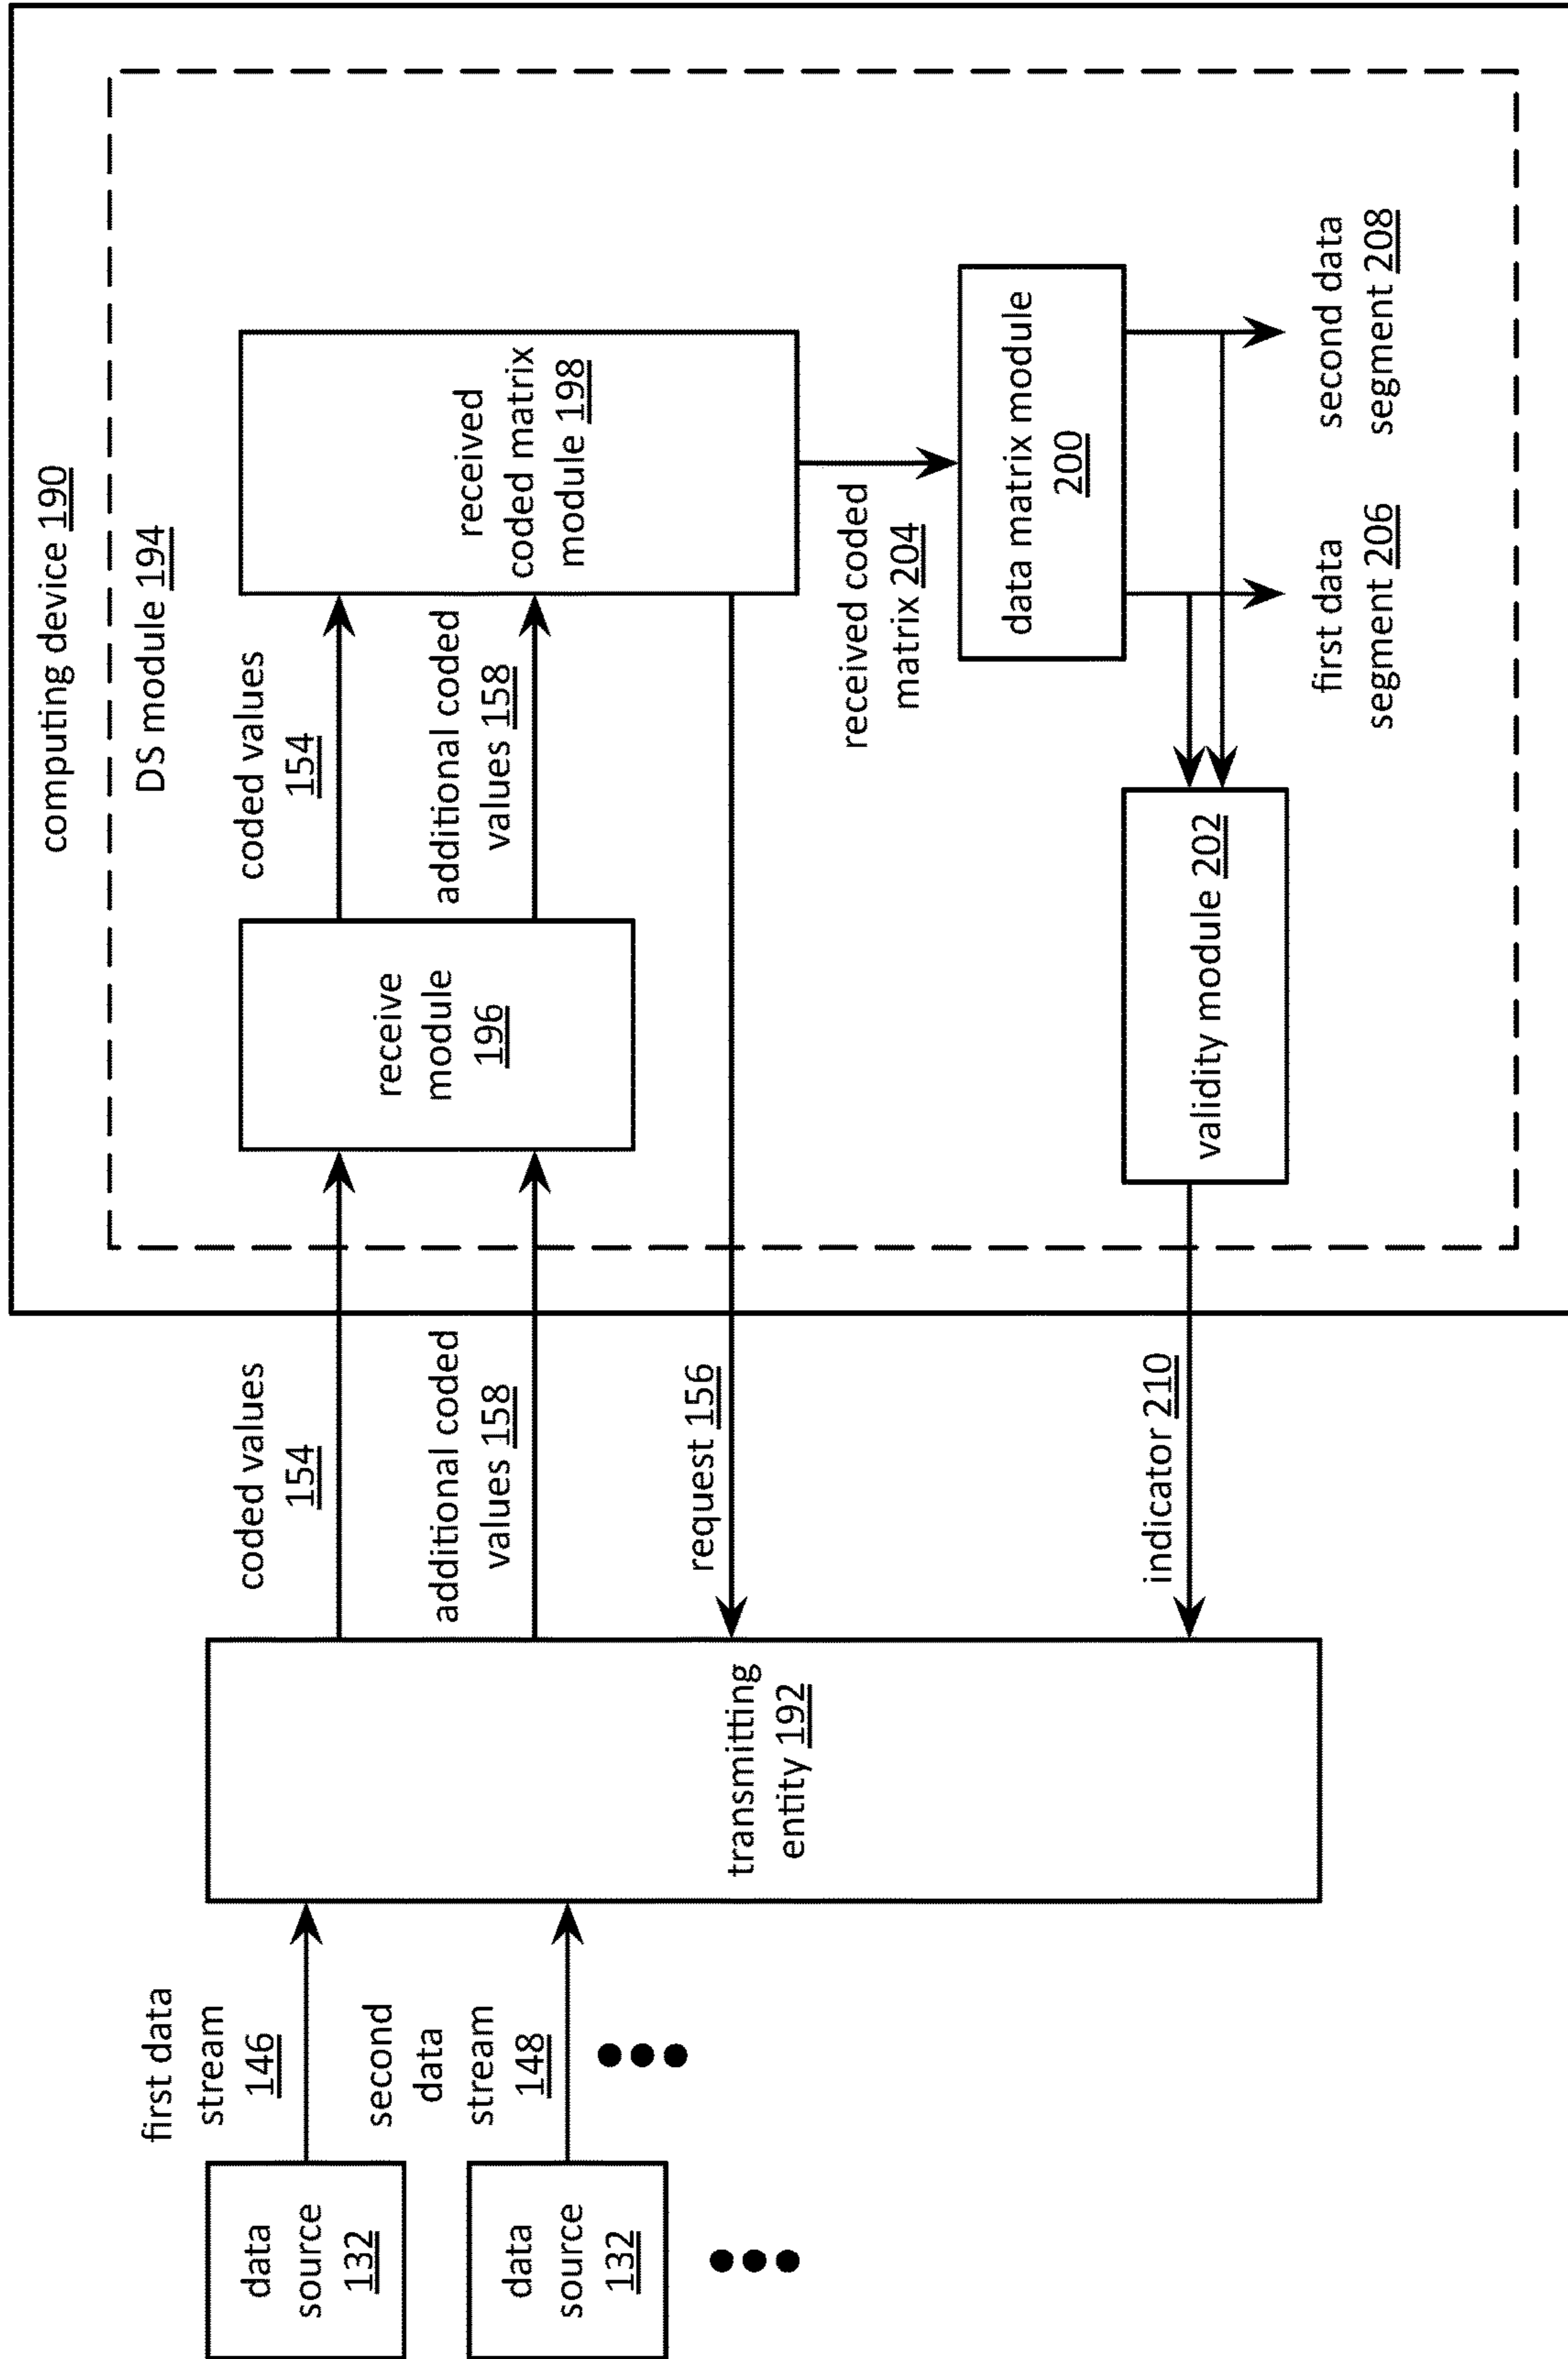 computing device 190
DS module 194
first data
stream
146
data
source
132
second
data
stream
148
data
source
132
transmitting
entity 192
coded values
154
additional coded
values 158
request 156
indicator 210
receive
module
196
coded values
154
additional coded
values 158
received
coded matrix
module 198
received coded
matrix 204
data matrix module
200
validity module 202
first data
segment 206
second data
segment 208